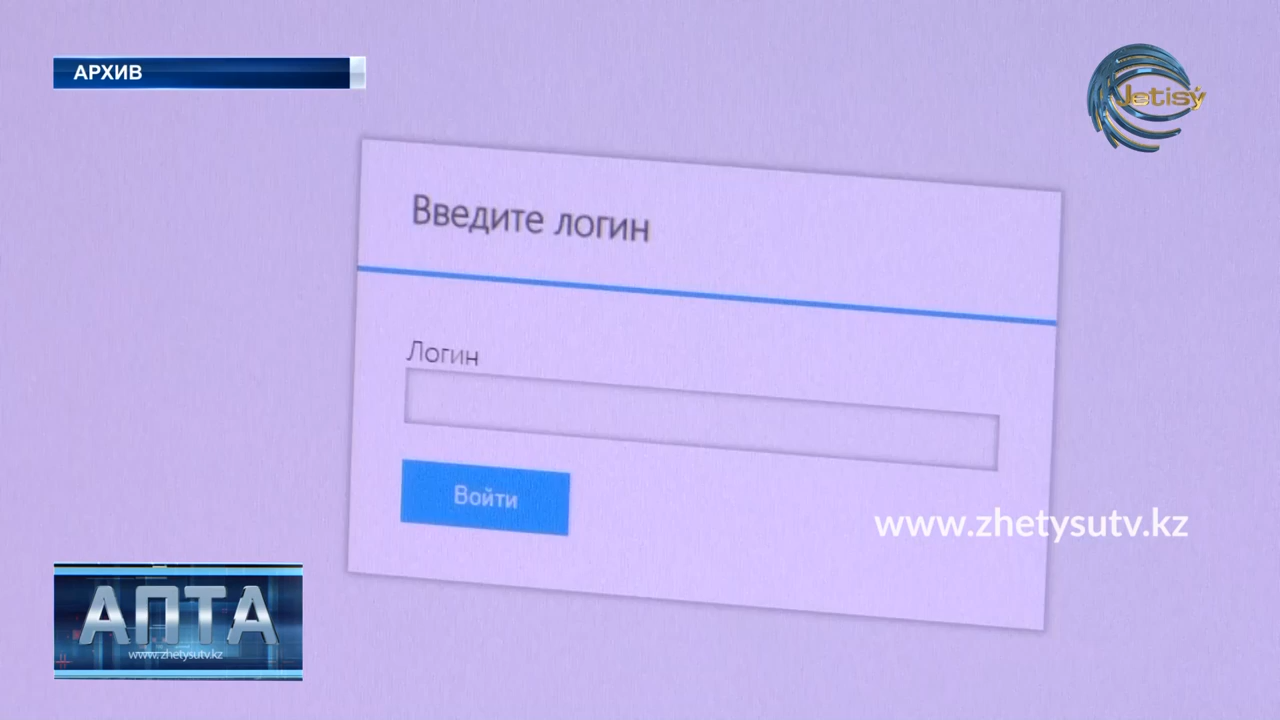 АРХИВ
Jetisý
Введите логин
Логин
Войти
www.zhetysutv.kz
АПТА
www.zhetysutv.kz